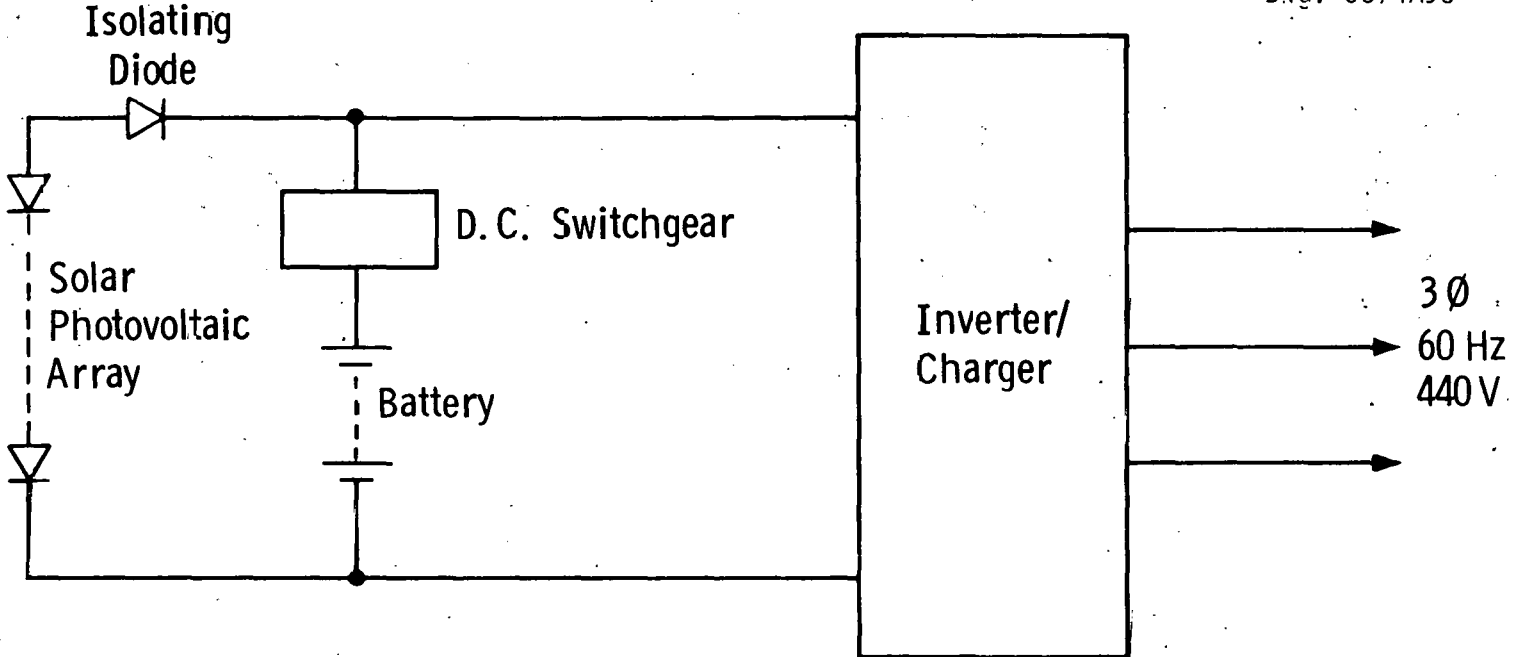 Isolating
Diode
D.C. Switchgear
Solar
Photovoltaic
Array
Battery
Inverter/
Charger
3Ø
60 Hz
440V